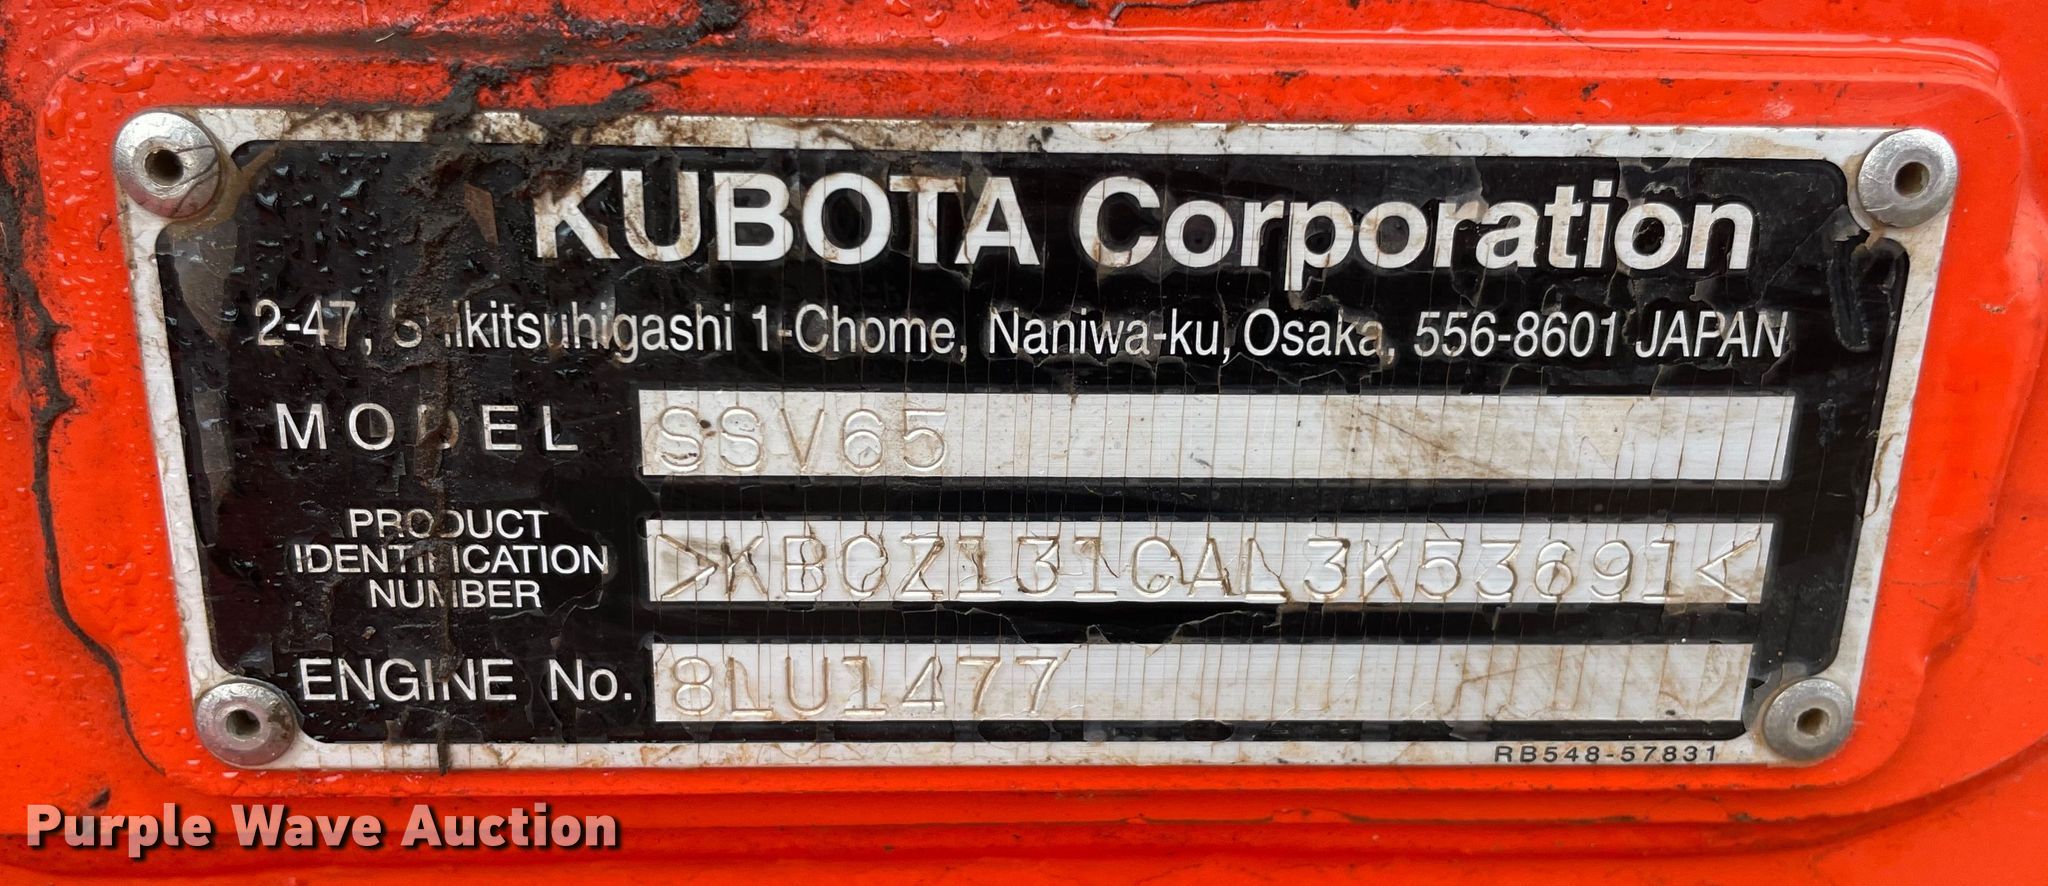 KUBOTA Corporation
2-47, Shikitsuhigashi 1-Chome, Naniwa-ku, Osaka, 556-8601 JAPAN
MODEL SSV65
PRODUCT
IDENTIFICATION
NUMBER
>KBCZ131CAL3K53691<
ENGINE No. 8LU1477
RB548-57831
Purple Wave Auction